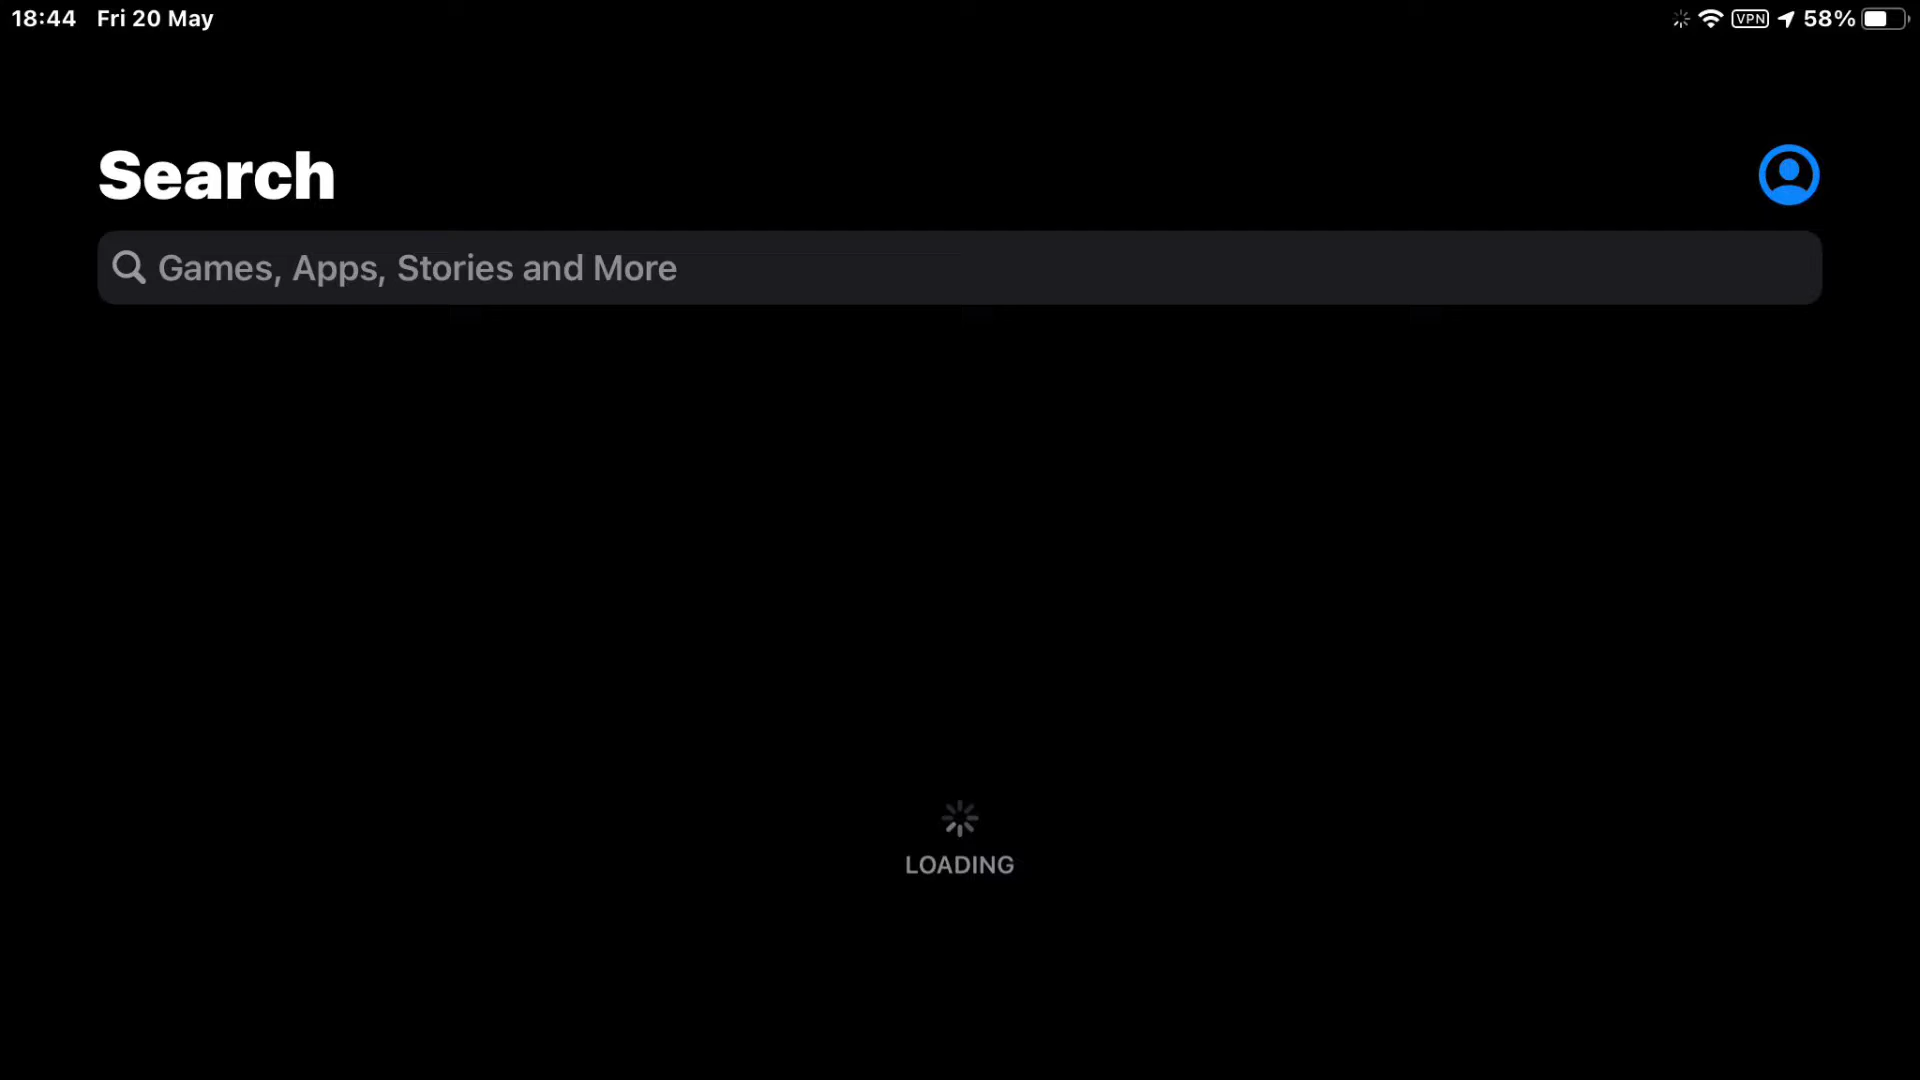 18:44 Fri 20 May
VPN 58%
Search
Games, Apps, Stories and More
LOADING